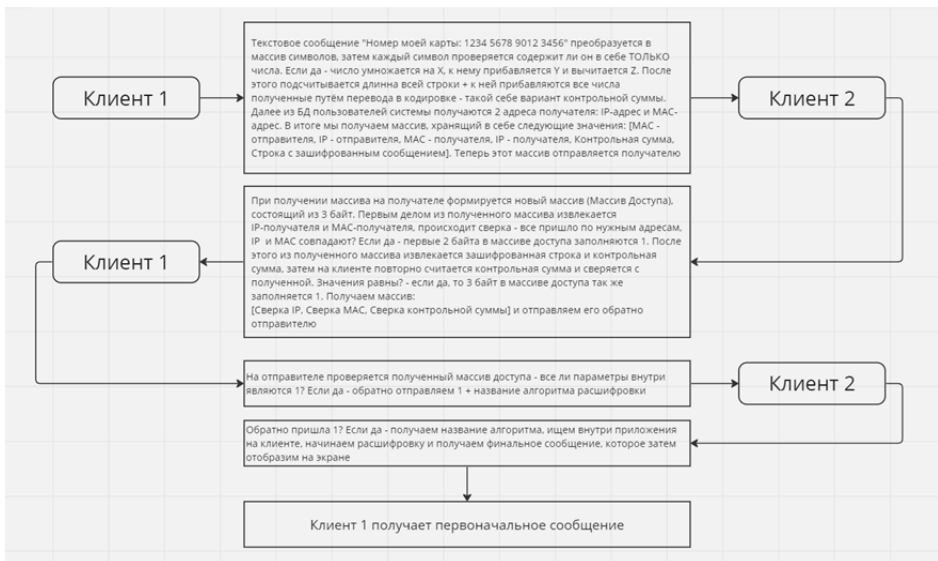 Клиент 1
Текстовое сообщение "Номер моей карты: 1234 5678 9012 3456" преобразуется в
массив символов, затем каждый символ проверяется содержит ли он в себе ТОЛЬКО
числа. Если да - число умножается на X, к нему прибавляется Y и вычитается Z. После
этого подсчитывается длинна всей строки + к ней прибавляются все числа
полученные путём перевода в кодировке - такой себе вариант контрольной суммы.
Далее из БД пользователей системы получаются 2 адреса получателя: IP-адрес и MAC-
адрес. В итоге мы получаем массив, хранящий в себе следующие значения: [MAC -
отправителя, IP - отправителя, MAC - получателя, IP - получателя, Контрольная сумма,
Строка с зашифрованным сообщением]. Теперь этот массив отправляется получателю
Клиент 2
При получении массива на получателе формируется новый массив (Массив Доступа),
состоящий из 3 байт. Первым делом из полученного массива извлекается
IP-получателя и MAC-получателя, происходит сверка - все пришло по нужным адресам,
IP и MAC совпадают? Если да - первые 2 байта в массиве доступа заполняются 1. После
этого из полученного массива извлекается зашифрованная строка и контрольная
сумма, затем на клиенте повторно считается контрольная сумма и сверяется с
полученной. Значения равны? - если да, то 3 байт в массиве доступа так же
заполняется 1. Получаем массив:
[Сверка IP, Сверка MAC, Сверка контрольной суммы] и отправляем его обратно
отправителю
Клиент 1
На отправителе проверяется полученный массив доступа - все ли параметры внутри
являются 1? Если да - обратно отправляем 1 + название алгоритма расшифровки
Клиент 2
Обратно пришла 1? Если да - получаем название алгоритма, ищем внутри приложения
на клиенте, начинаем расшифровку и получаем финальное сообщение, которое затем
отобразим на экране
Клиент 1 получает первоначальное сообщение